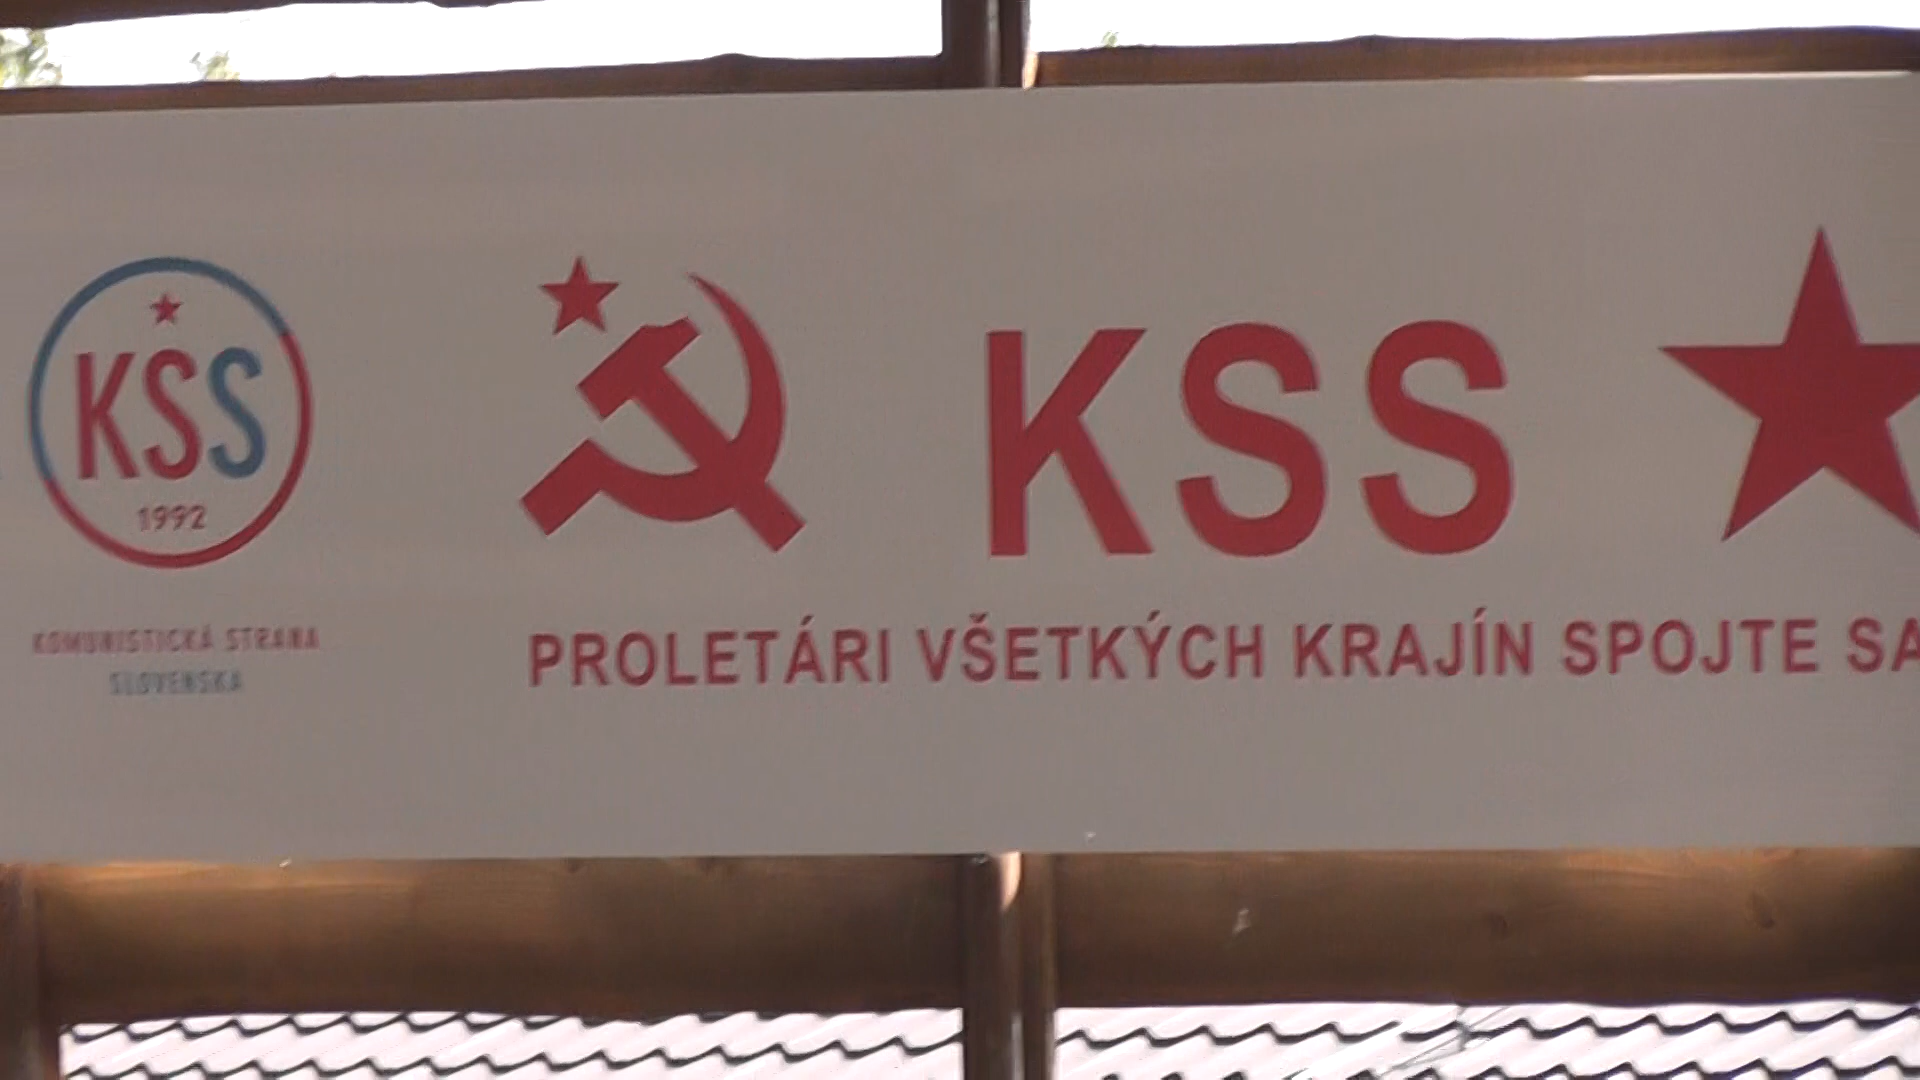 KSS
1992
KOMUNISTICKÁ STRANA
SLOVENSKA
KSS
PROLETÁRI VŠETKÝCH KRAJÍN SPOJTE SA